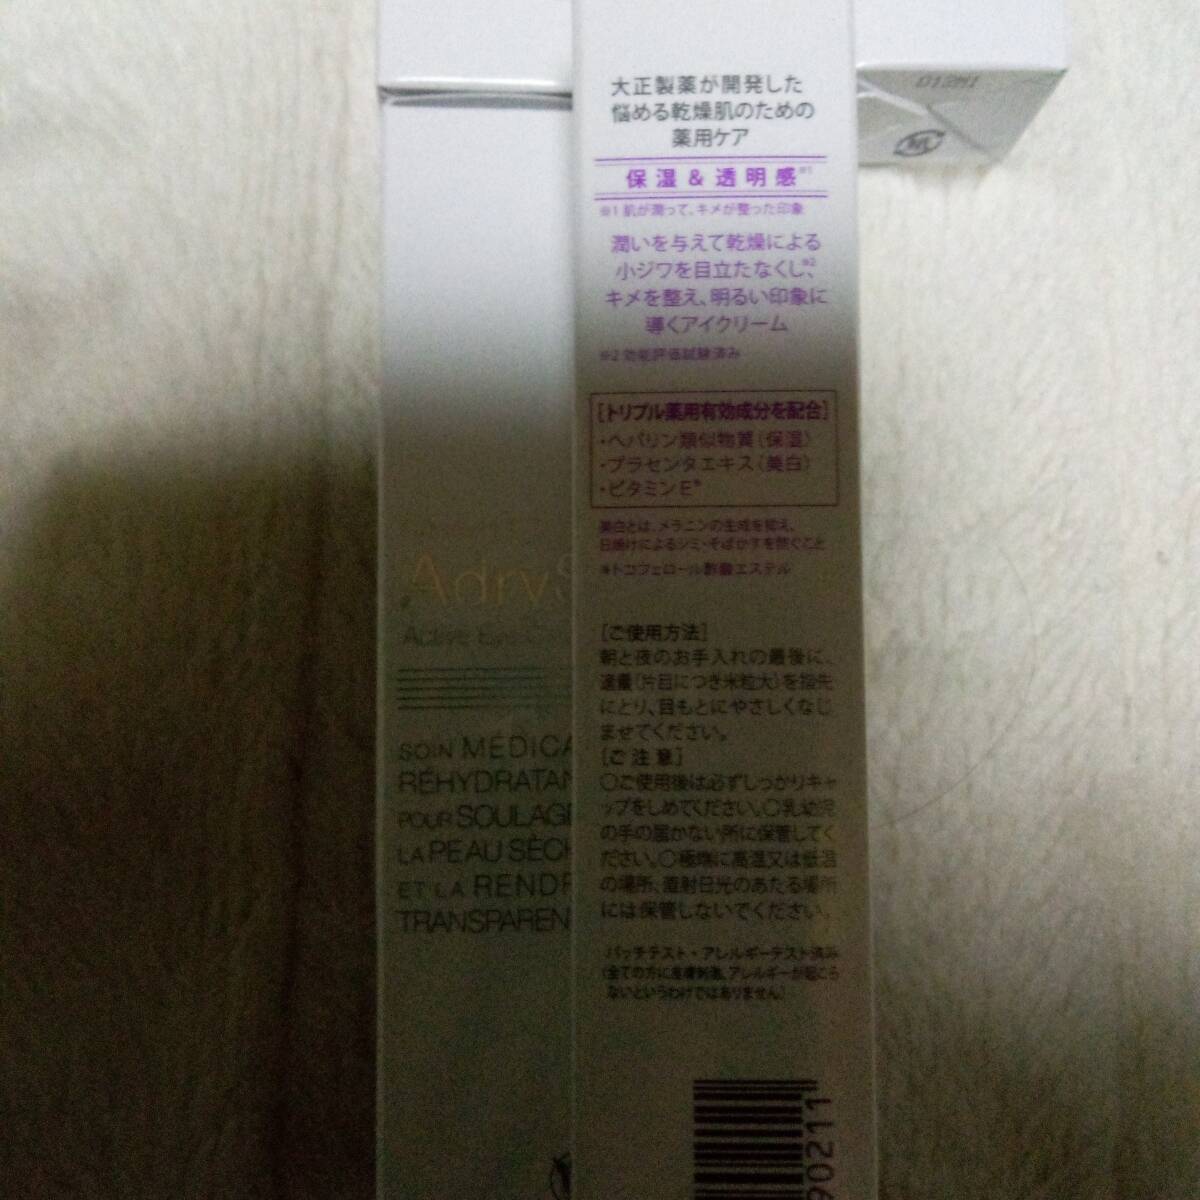 大正製薬が開発した
悩める乾燥肌のための
薬用ケア
保湿&透明感※1
※1 肌が潤って、キメが整った印象
潤いを与えて乾燥による
小ジワを目立たなくし、※2
キメを整え、明るい印象に
導くアイクリーム
※2 効能評価試験済み
[トリプル薬用有効成分を配合]
・ヘパリン類似物質(保湿)
・プラセンタエキス(美白)
・ビタミンE*
美白とは、メラニンの生成を抑え、
日焼けによるシミ・そばかすを防ぐこと
*トコフェロール酢酸エステル
[ご使用方法]
朝と夜のお手入れの最後に、
適量(片目につき米粒大)を指先
にとり、目もとにやさしくなじ
ませてください。
[ご注意]
○ご使用後は必ずしっかりキャ
ップをしめてください。○乳幼児
の手の届かない所に保管してく
ださい。○極端に高温又は低温
の場所、直射日光のあたる場所
には保管しないでください。
パッチテスト・アレルギーテスト済み
(全ての方に皮膚刺激、アレルギーが起こら
ないというわけではありません)
90211
Adry
Active
SOIN MÉDICA
RÉHYDRATAN
POUR SOULAG
LA PEAU SÈCH
ET LA RENDR
TRANSPAREN